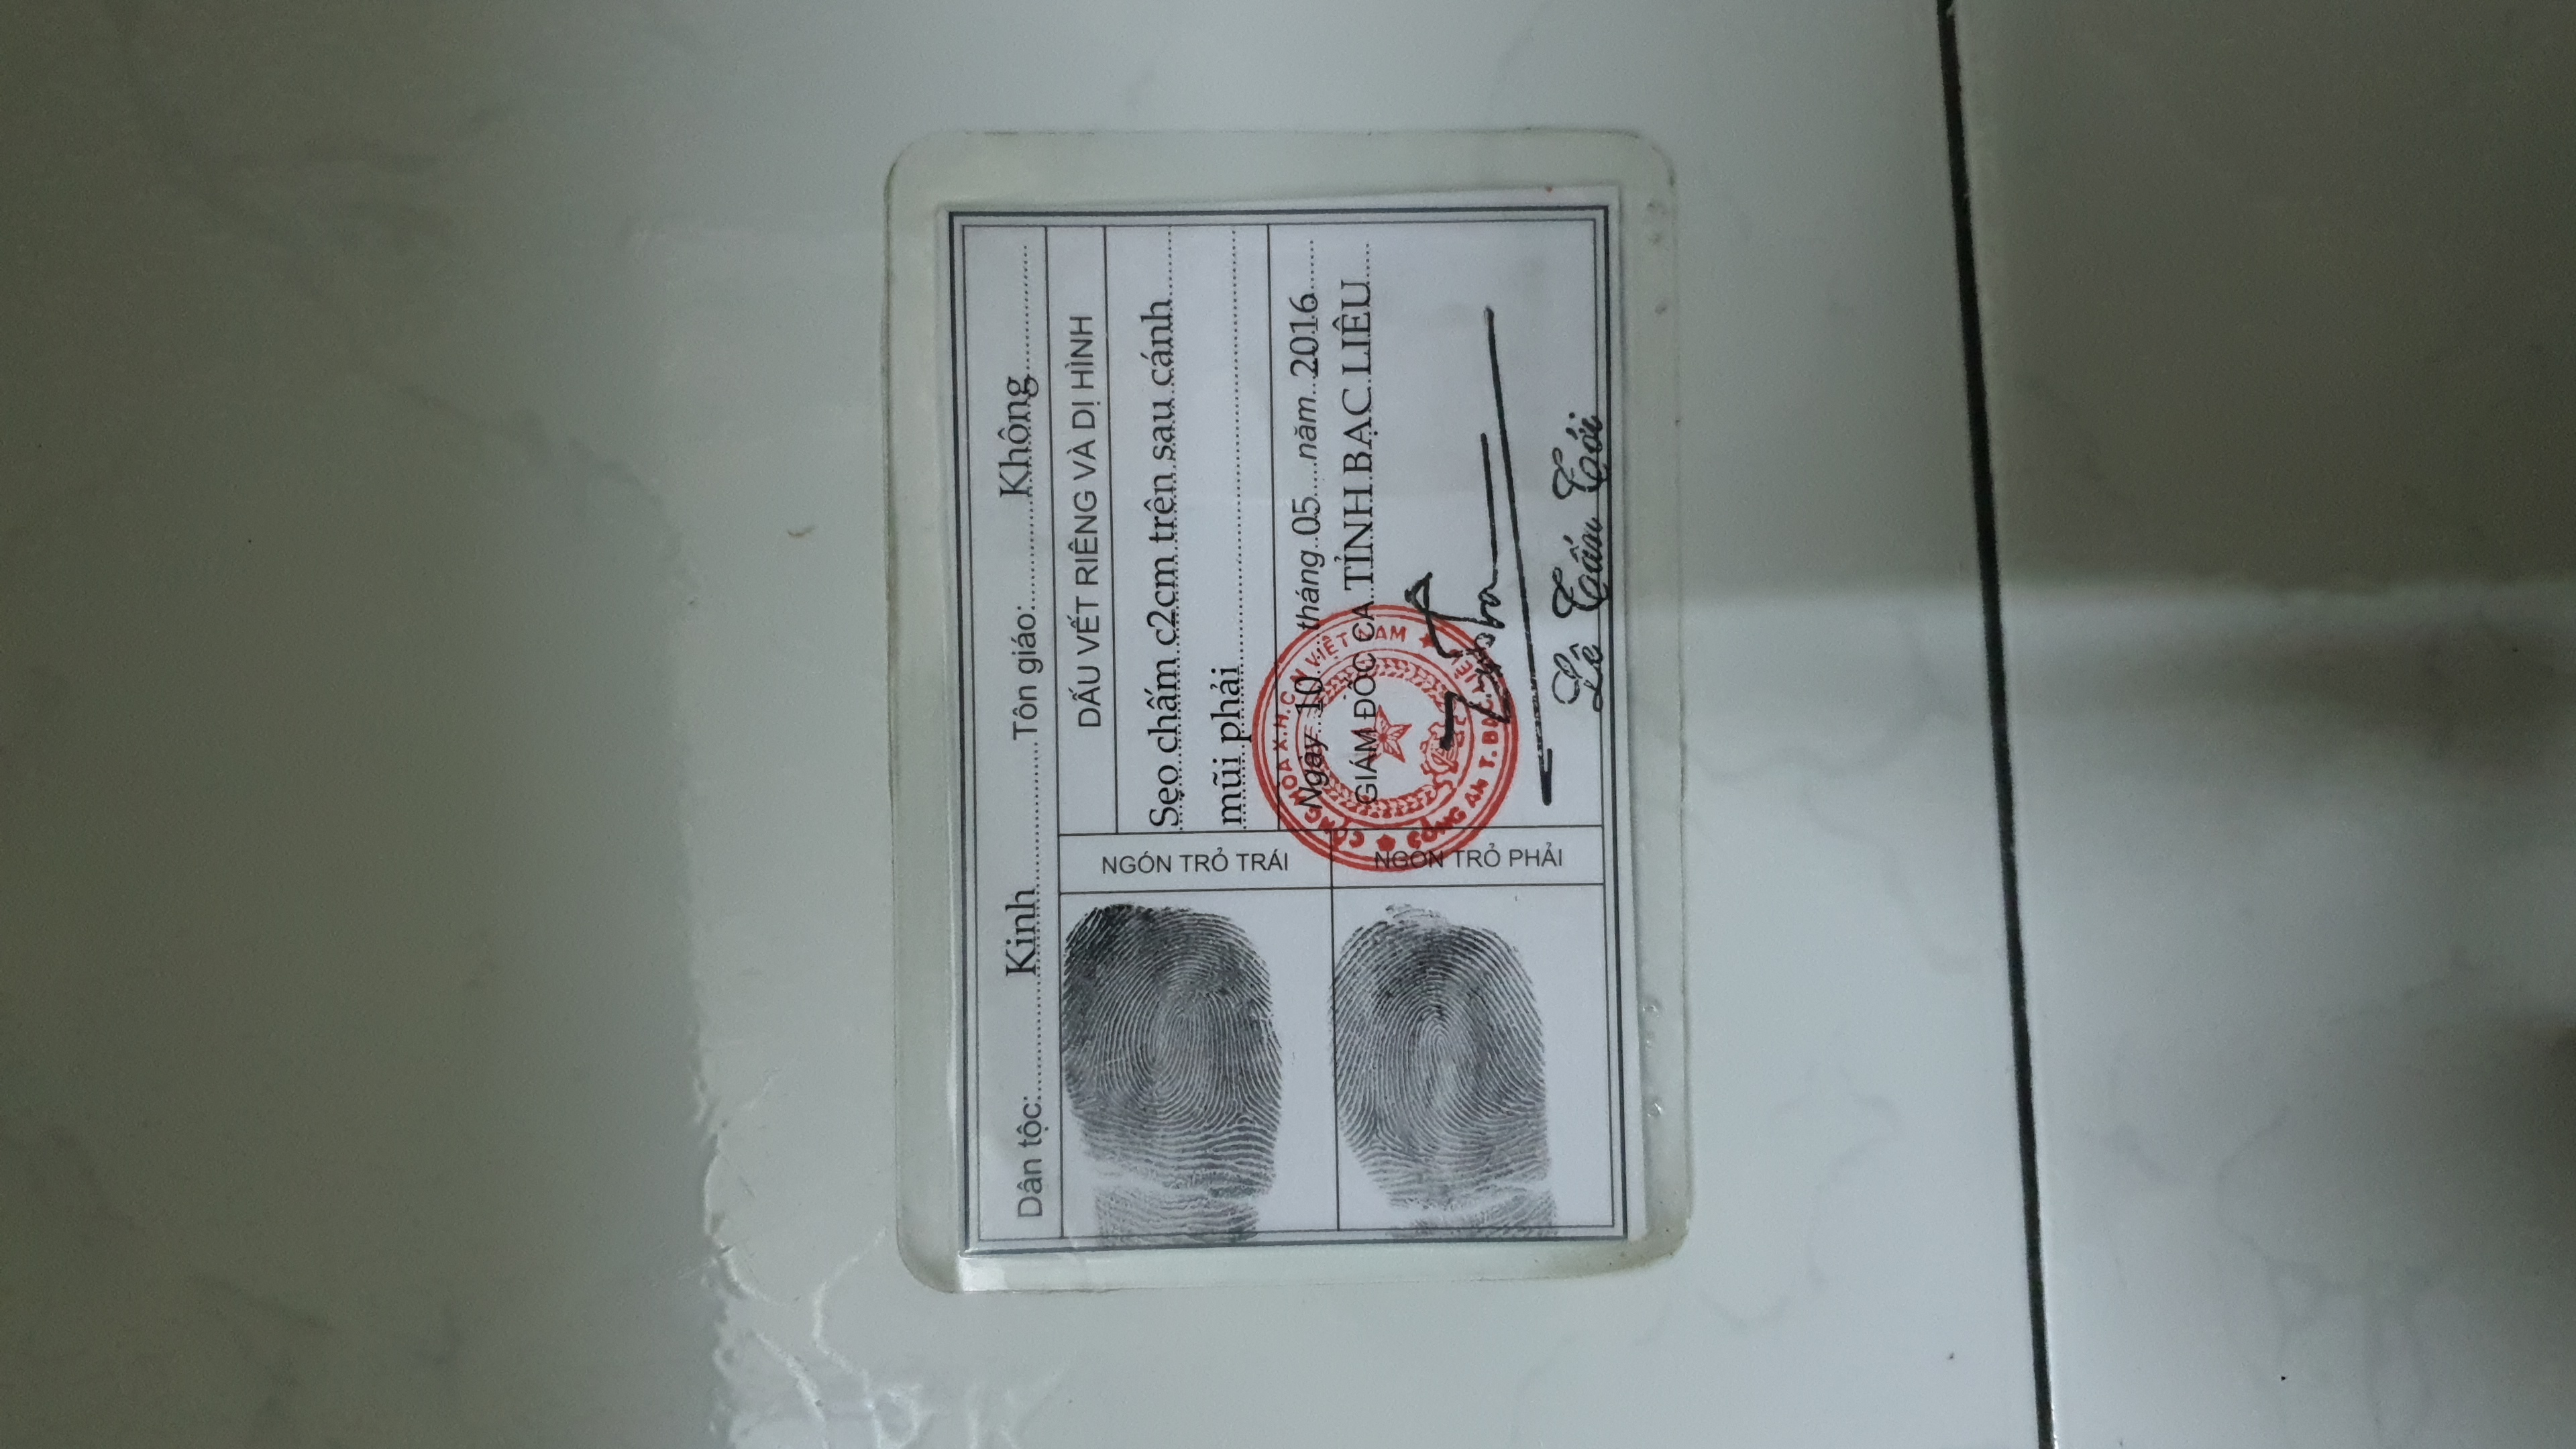 Dân tộc: Kinh Tôn giáo: Không
NGÓN TRỎ TRÁI
DẤU VẾT RIÊNG VÀ DỊ HÌNH
Sẹo chấm c2cm trên sau cánh
mũi phải
Ngày 10 tháng 05 năm 2016
GIÁM ĐỐC CA TỈNH BẠC LIÊU
NGÓN TRỎ PHẢI
CỘNG HÒA X.H.C.N VIỆT NAM
CÔNG AN T. BẠC LIÊU
Lê Tấn Tới